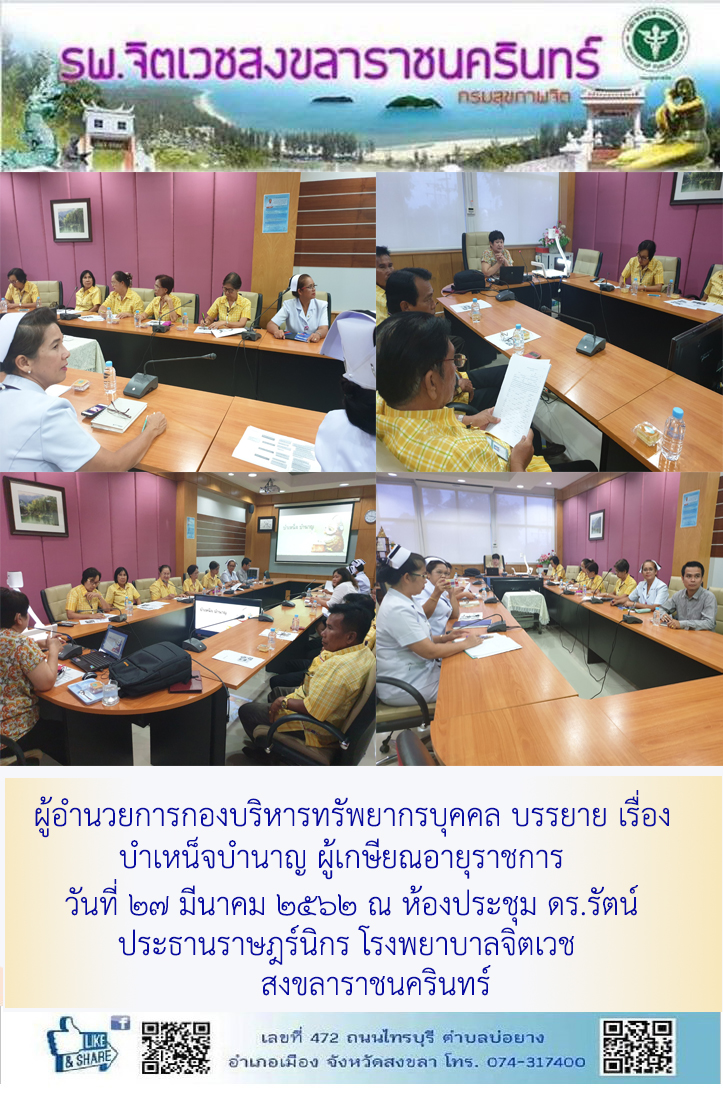 รพ.จิตเวชสงขลาราชนครินทร์
กรมสุขภาพจิต
บำเหน็จ บำนาญ
ผู้อำนวยการกองบริหารทรัพยากรบุคคล บรรยาย เรื่อง
บำเหน็จบำนาญ ผู้เกษียณอายุราชการ
วันที่ ๒๗ มีนาคม ๒๕๖๒ ณ ห้องประชุม ดร.รัตน์
ประธานราษฎร์นิกร โรงพยาบาลจิตเวช
สงขลาราชนครินทร์
LIKE
& SHARE
f
เลขที่ 472 ถนนไทรบุรี ตำบลบ่อยาง
อำเภอเมือง จังหวัดสงขลา โทร. 074-317400